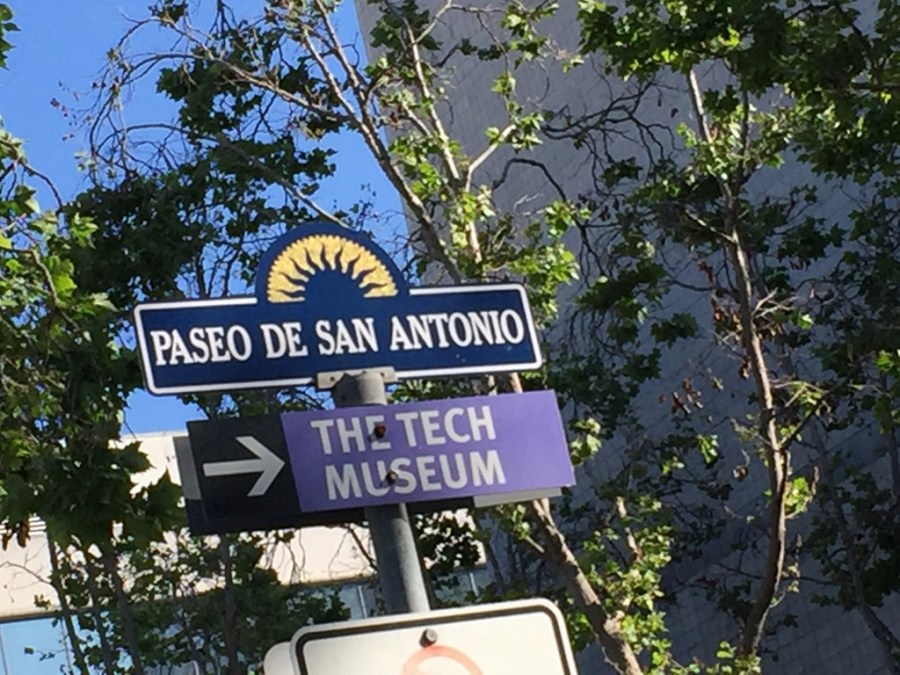 PASEO DE SAN ANTONIO
THE TECH
MUSEUM